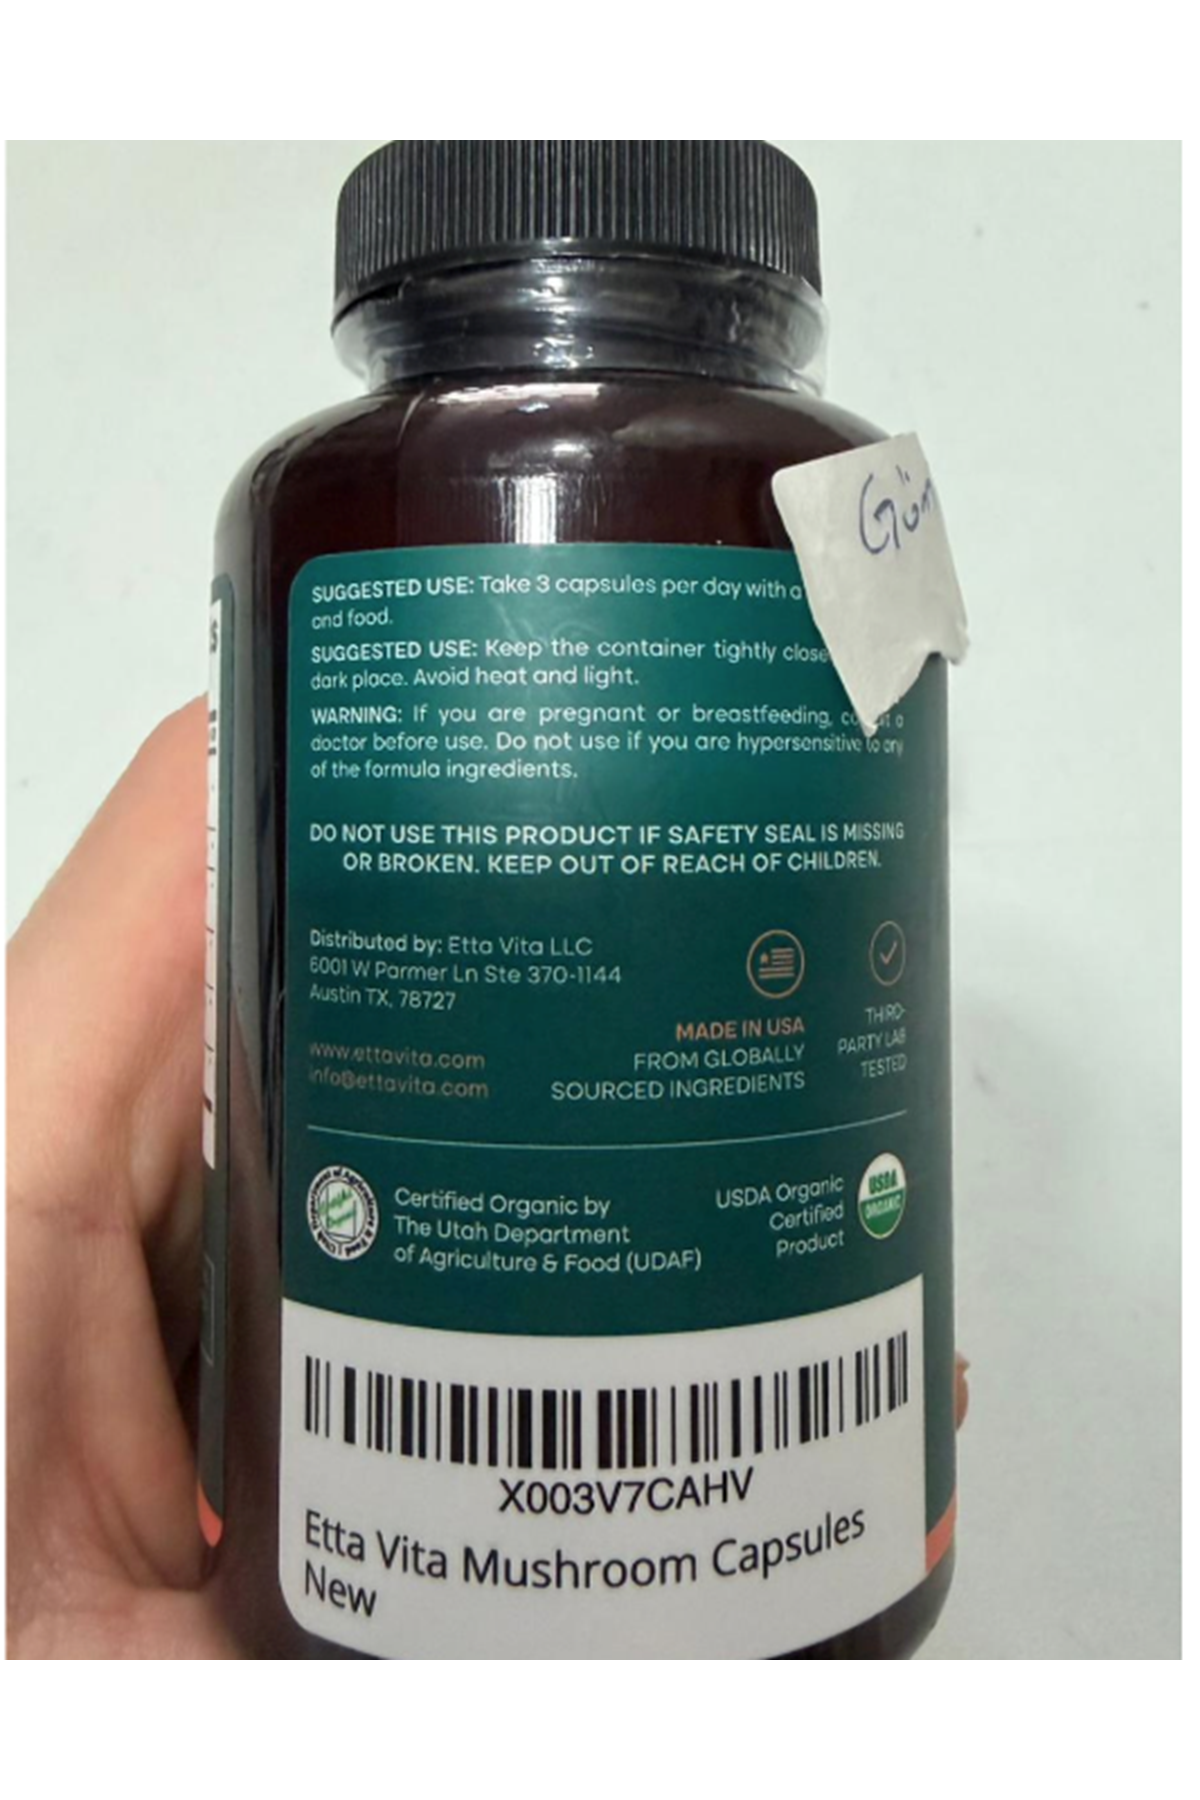 SUGGESTED USE: Take 3 capsules per day with a
and food.
SUGGESTED USE: Keep the container tightly close
dark place. Avoid heat and light.
WARNING: If you are pregnant or breastfeeding, a
doctor before use. Do not use if you are hypersensitive to any
of the formula ingredients.
DO NOT USE THIS PRODUCT IF SAFETY SEAL IS MISSING
OR BROKEN. KEEP OUT OF REACH OF CHILDREN.
Distributed by: Etta Vita LLC
6001 W Parmer Ln Ste 370-1144
Austin TX, 78727
www.ettavita.com
info@ettavita.com
MADE IN USA
FROM GLOBALLY
SOURCED INGREDIENTS
THIRD-
PARTY LAB
TESTED
Certified Organic by
The Utah Department
of Agriculture & Food (UDAF)
USDA Organic
Certified
Product
USDA
ORGANIC
X003V7CAHV
Etta Vita Mushroom Capsules
New